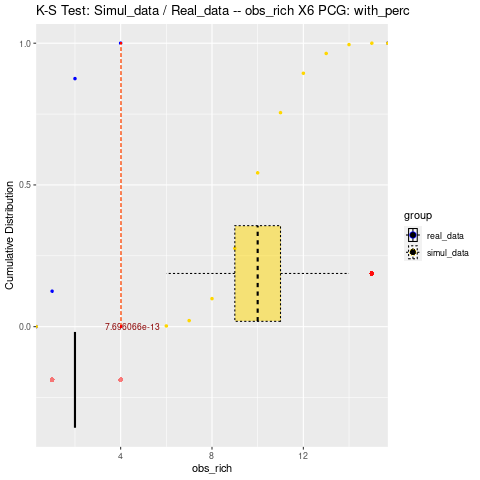 K-S Test: Simul_data / Real_data -- obs_rich X6 PCG: with_perc
Cumulative Distribution
1.0
0.5
0.0
7.696066e-13
4
8
12
obs_rich
group
real_data
simul_data